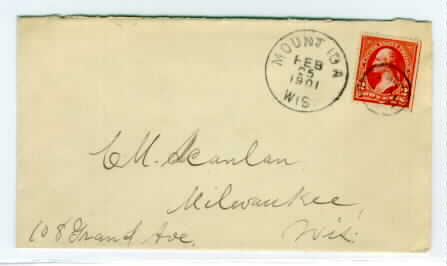 MOUNT IDA
FEB
25
1901
WIS.
C M. Scanlan
Milwaukee,
108 Grand Ave. Wis.